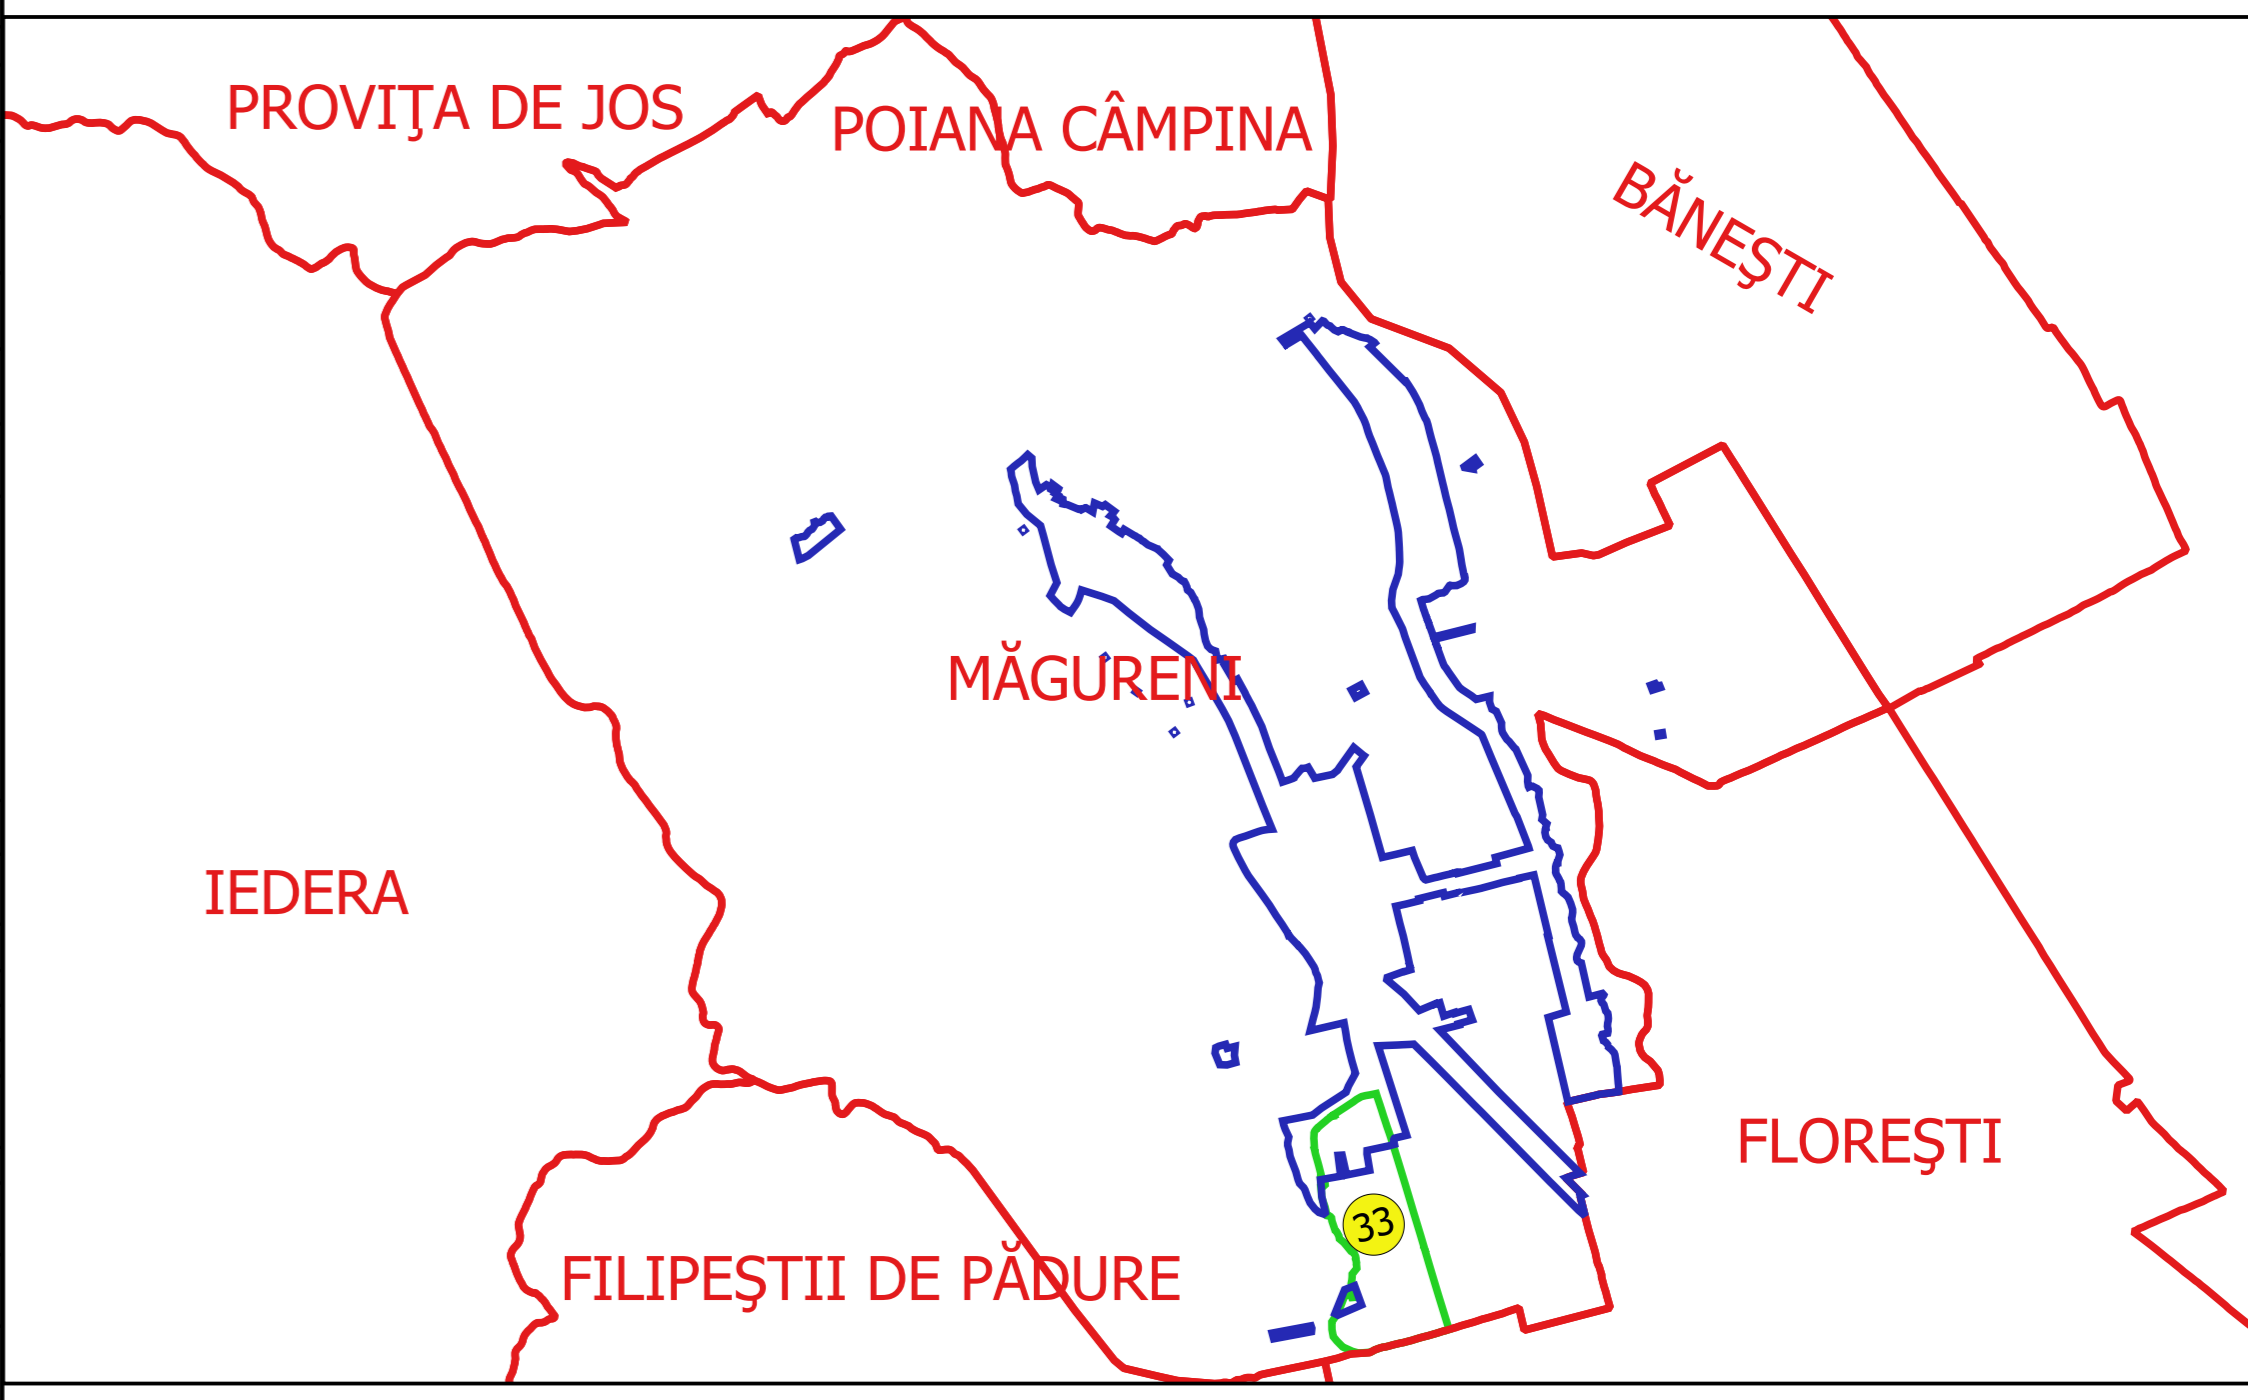 PROVIŢA DE JOS
POIANA CÂMPINA
BĂNEŞTI
MĂGURENI
IEDERA
FLOREŞTI
33
FILIPEŞTII DE PĂDURE